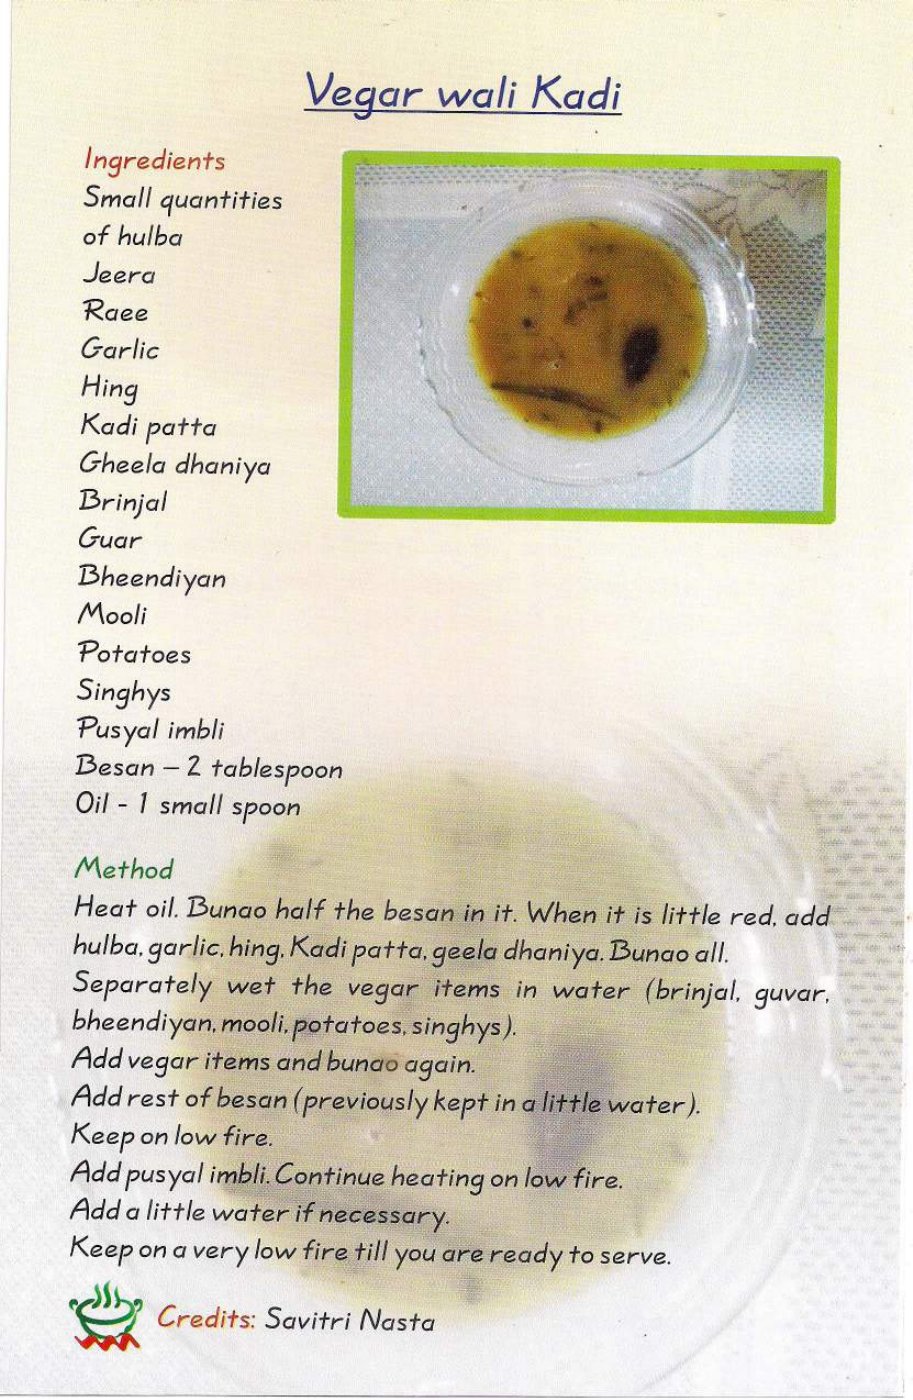 Vegar wali Kadi
Ingredients
Small quantities
of hulba
Jeera
Raee
Garlic
Hing
Kadi patta
Gheela dhaniya
Brinjal
Guar
Bheendiyan
Mooli
Potatoes
Singhys
Pusyal imbli
Besan – 2 tablespoon
Oil - 1 small spoon
Method
Heat oil. Bunao half the besan in it. When it is little red, add
hulba, garlic, hing, Kadi patta, geela dhaniya. Bunao all.
Separately wet the vegar items in water (brinjal, guvar,
bheendiyan, mooli, potatoes, singhys).
Add vegar items and bunao again.
Add rest of besan (previously kept in a little water).
Keep on low fire.
Add pusyal imbli. Continue heating on low fire.
Add a little water if necessary.
Keep on a very low fire till you are ready to serve.
Credits: Savitri Nasta